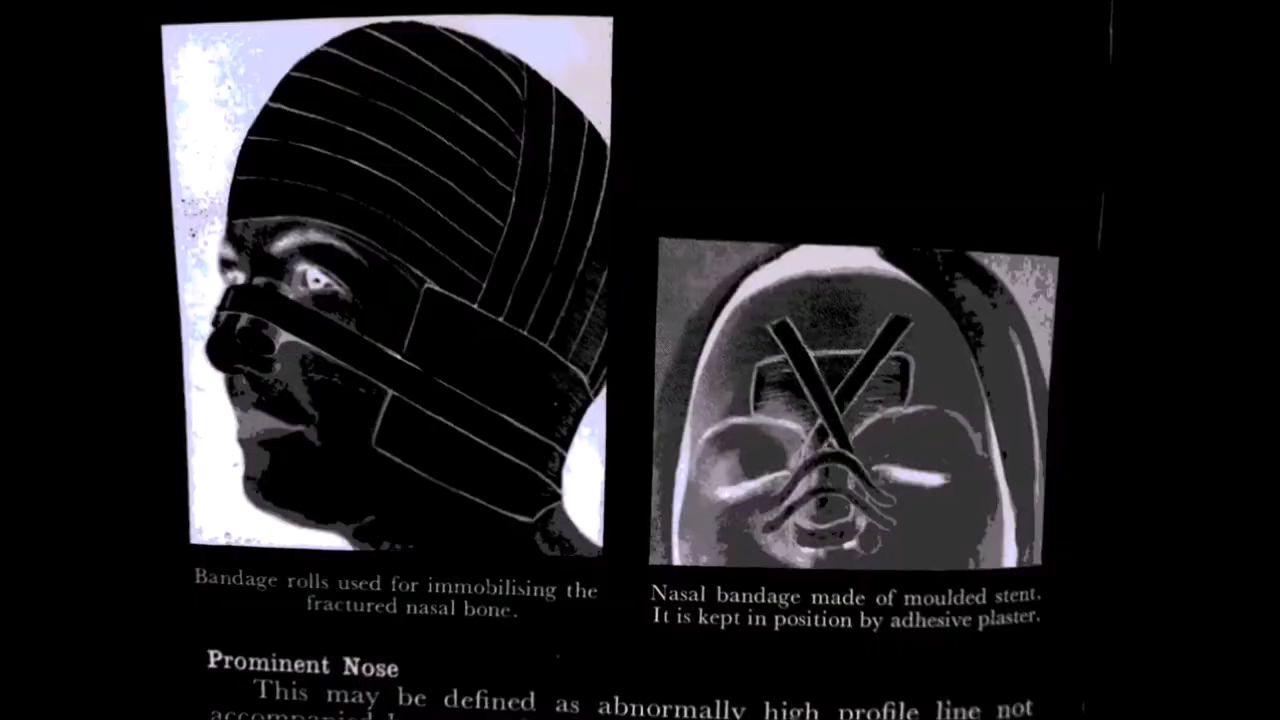 Bandage rolls used for immobilising the
fractured nasal bone.
Nasal bandage made of moulded stent.
It is kept in position by adhesive plaster.
Prominent Nose
This may be defined as abnormally high profile line not
accompanied